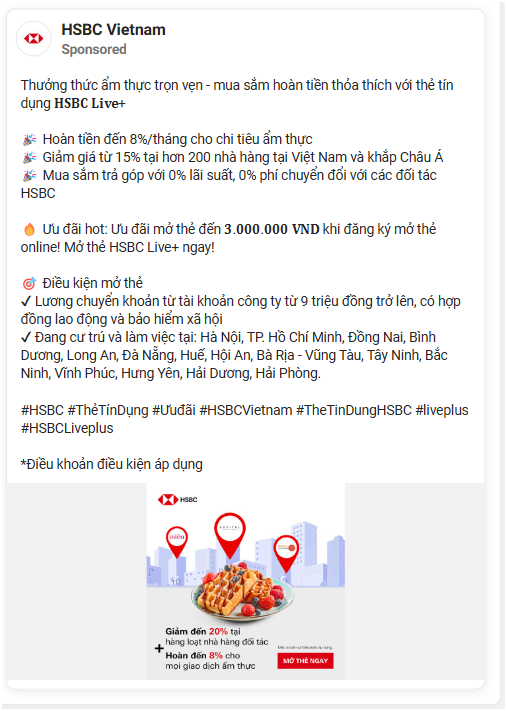 HSBC Vietnam
Sponsored
Thưởng thức ẩm thực trọn vẹn - mua sắm hoàn tiền thỏa thích với thẻ tín
dụng HSBC Live+
🎉 Hoàn tiền đến 8%/tháng cho chi tiêu ẩm thực
🎉 Giảm giá từ 15% tại hơn 200 nhà hàng tại Việt Nam và khắp Châu Á
🎉 Mua sắm trả góp với 0% lãi suất, 0% phí chuyển đổi với các đối tác
HSBC
🔥 Ưu đãi hot: Ưu đãi mở thẻ đến 3.000.000 VND khi đăng ký mở thẻ
online! Mở thẻ HSBC Live+ ngay!
🎯 Điều kiện mở thẻ
✔ Lương chuyển khoản từ tài khoản công ty từ 9 triệu đồng trở lên, có hợp
đồng lao động và bảo hiểm xã hội
✔ Đang cư trú và làm việc tại: Hà Nội, TP. Hồ Chí Minh, Đồng Nai, Bình
Dương, Long An, Đà Nẵng, Huế, Hội An, Bà Rịa - Vũng Tàu, Tây Ninh, Bắc
Ninh, Vĩnh Phúc, Hưng Yên, Hải Dương, Hải Phòng.
#HSBC #ThẻTínDụng #Ưuđãi #HSBCVietnam #TheTinDungHSBC #liveplus
#HSBCLiveplus
*Điều khoản điều kiện áp dụng
HSBC
Giảm đến 20% tại
hàng loạt nhà hàng đối tác
+
Hoàn đến 8% cho
mọi giao dịch ẩm thực
Điều khoản và điều kiện áp dụng.
MỞ THẺ NGAY